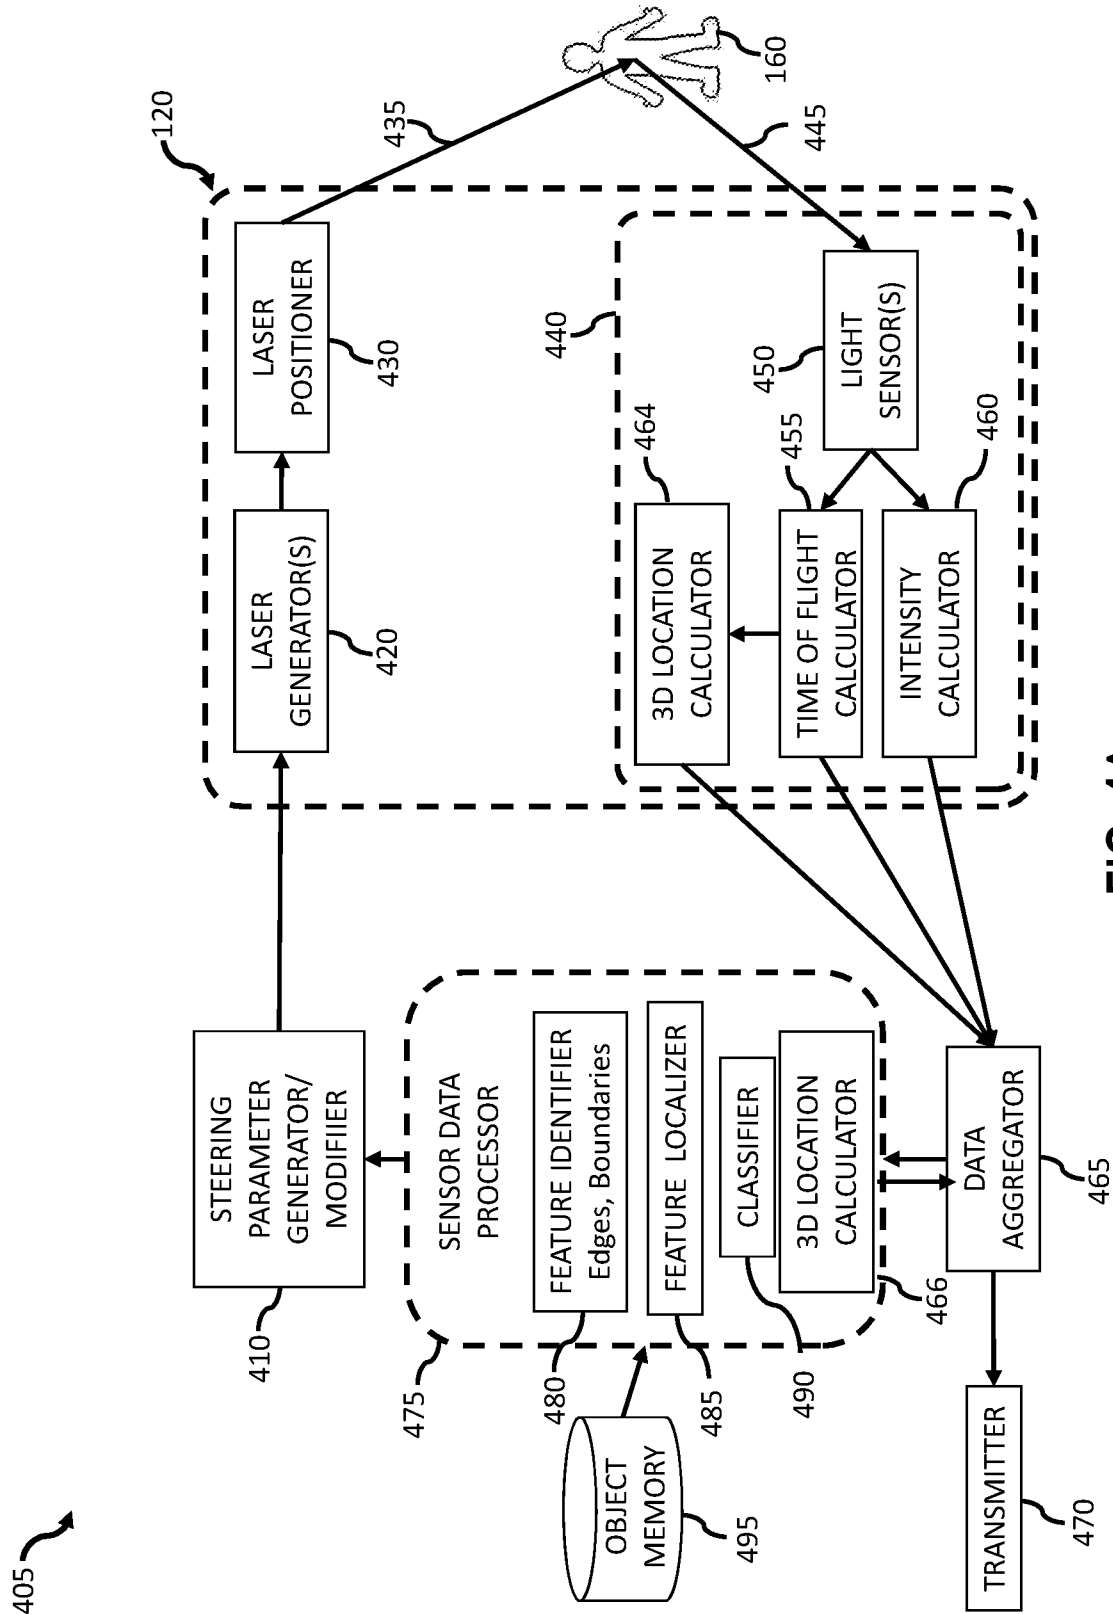 405
120
STEERING
PARAMETER
GENERATOR/
MODIFIIER
410
LASER
GENERATOR(S)
420
LASER
POSITIONER
430
435
160
445
475
SENSOR DATA
PROCESSOR
480
FEATURE IDENTIFIER
Edges, Boundaries
485
FEATURE LOCALIZER
490
CLASSIFIER
3D LOCATION
CALCULATOR
466
OBJECT
MEMORY
495
440
464
3D LOCATION
CALCULATOR
455
TIME OF FLIGHT
CALCULATOR
450
LIGHT
SENSOR(S)
460
INTENSITY
CALCULATOR
DATA
AGGREGATOR
465
TRANSMITTER
470
FIG. 4A